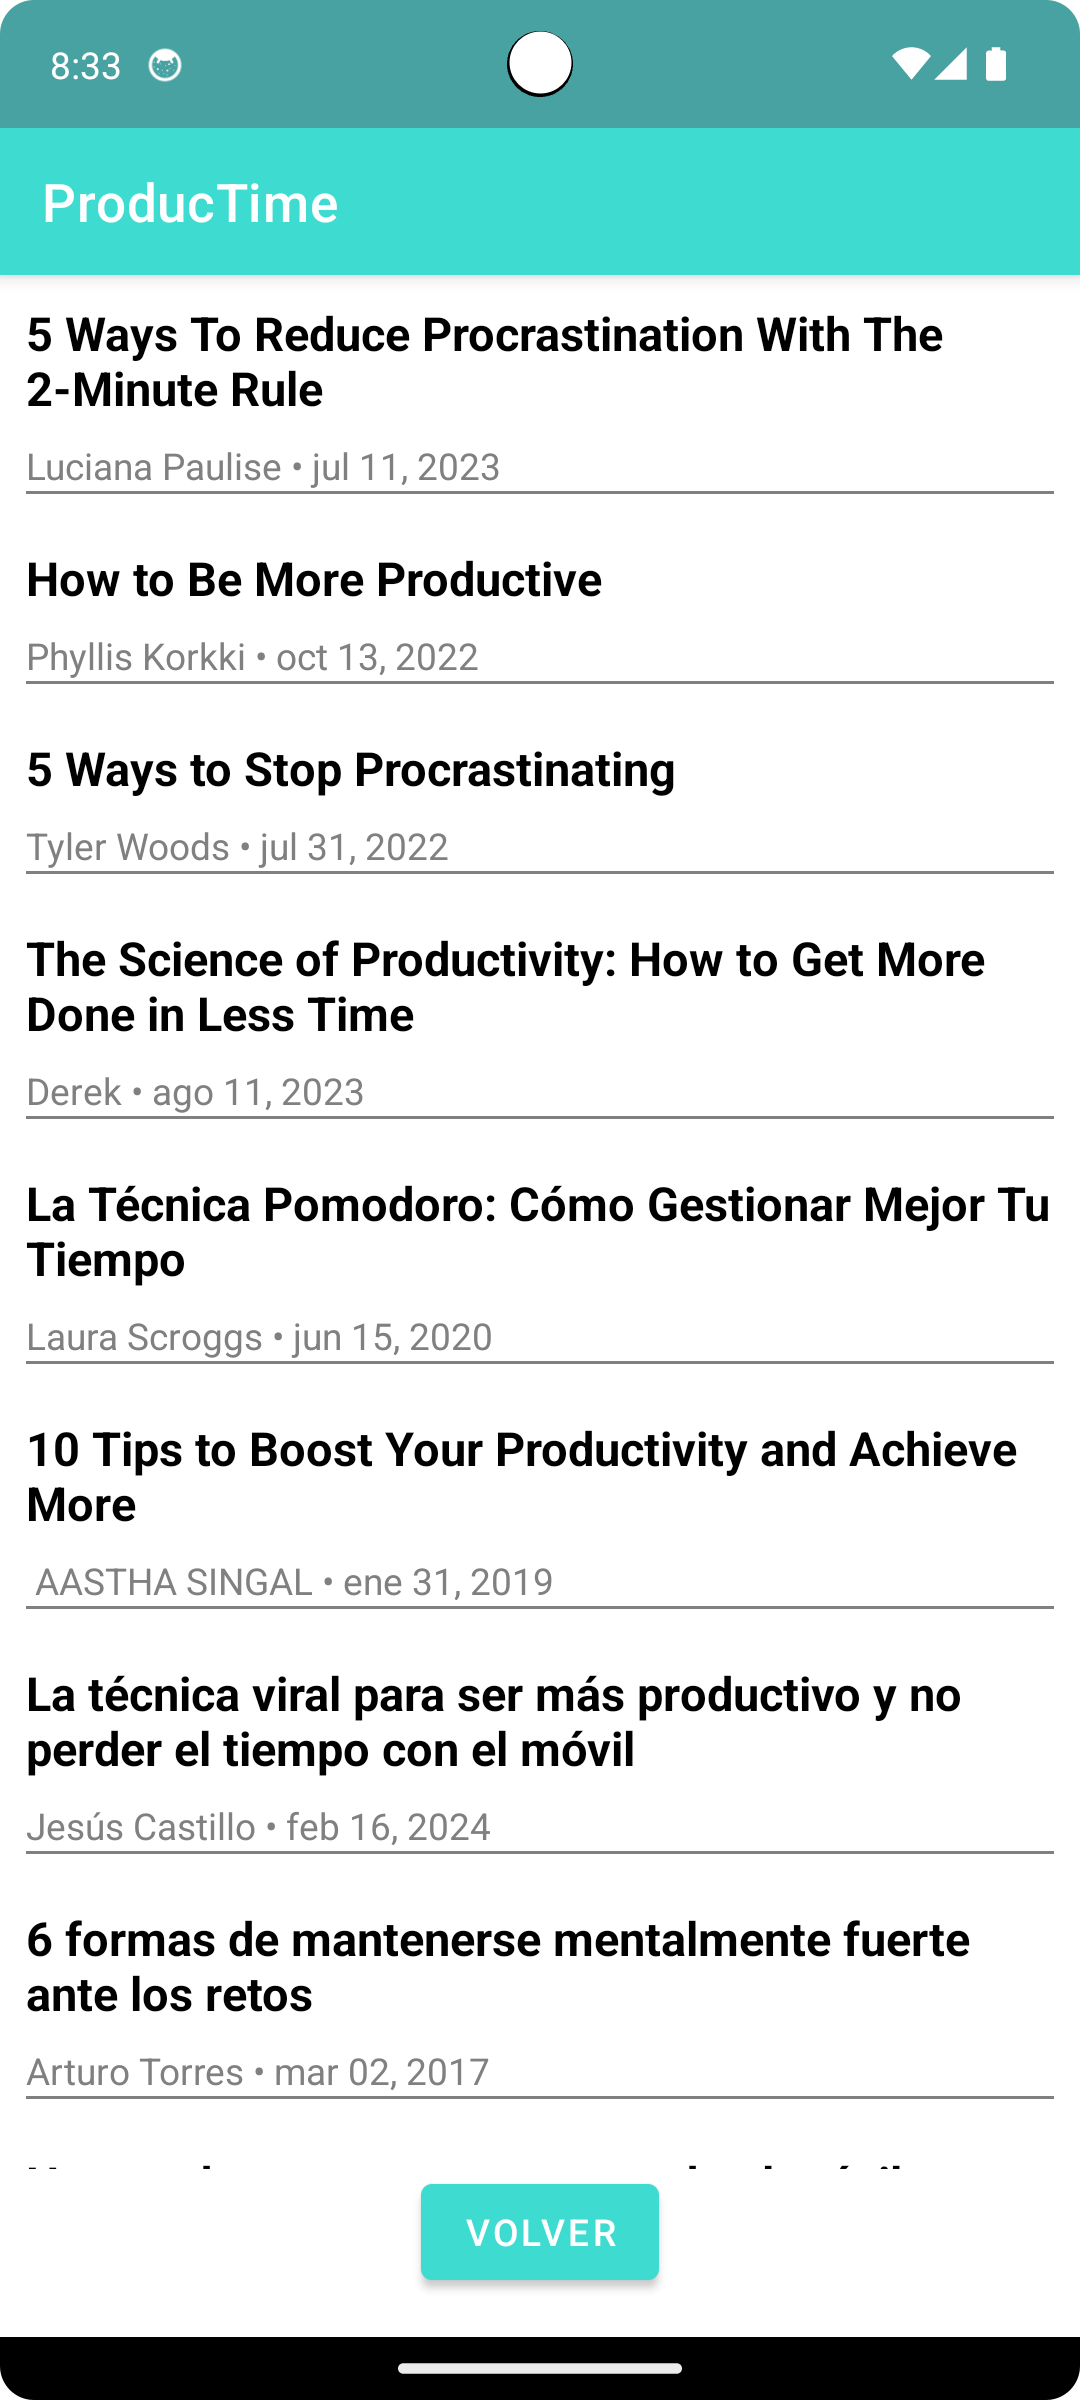 8:33
ProducTime
5 Ways To Reduce Procrastination With The
2-Minute Rule
Luciana Paulise • jul 11, 2023
How to Be More Productive
Phyllis Korkki • oct 13, 2022
5 Ways to Stop Procrastinating
Tyler Woods • jul 31, 2022
The Science of Productivity: How to Get More
Done in Less Time
Derek • ago 11, 2023
La Técnica Pomodoro: Cómo Gestionar Mejor Tu
Tiempo
Laura Scroggs • jun 15, 2020
10 Tips to Boost Your Productivity and Achieve
More
AASTHA SINGAL • ene 31, 2019
La técnica viral para ser más productivo y no
perder el tiempo con el móvil
Jesús Castillo • feb 16, 2024
6 formas de mantenerse mentalmente fuerte
ante los retos
Arturo Torres • mar 02, 2017
VOLVER